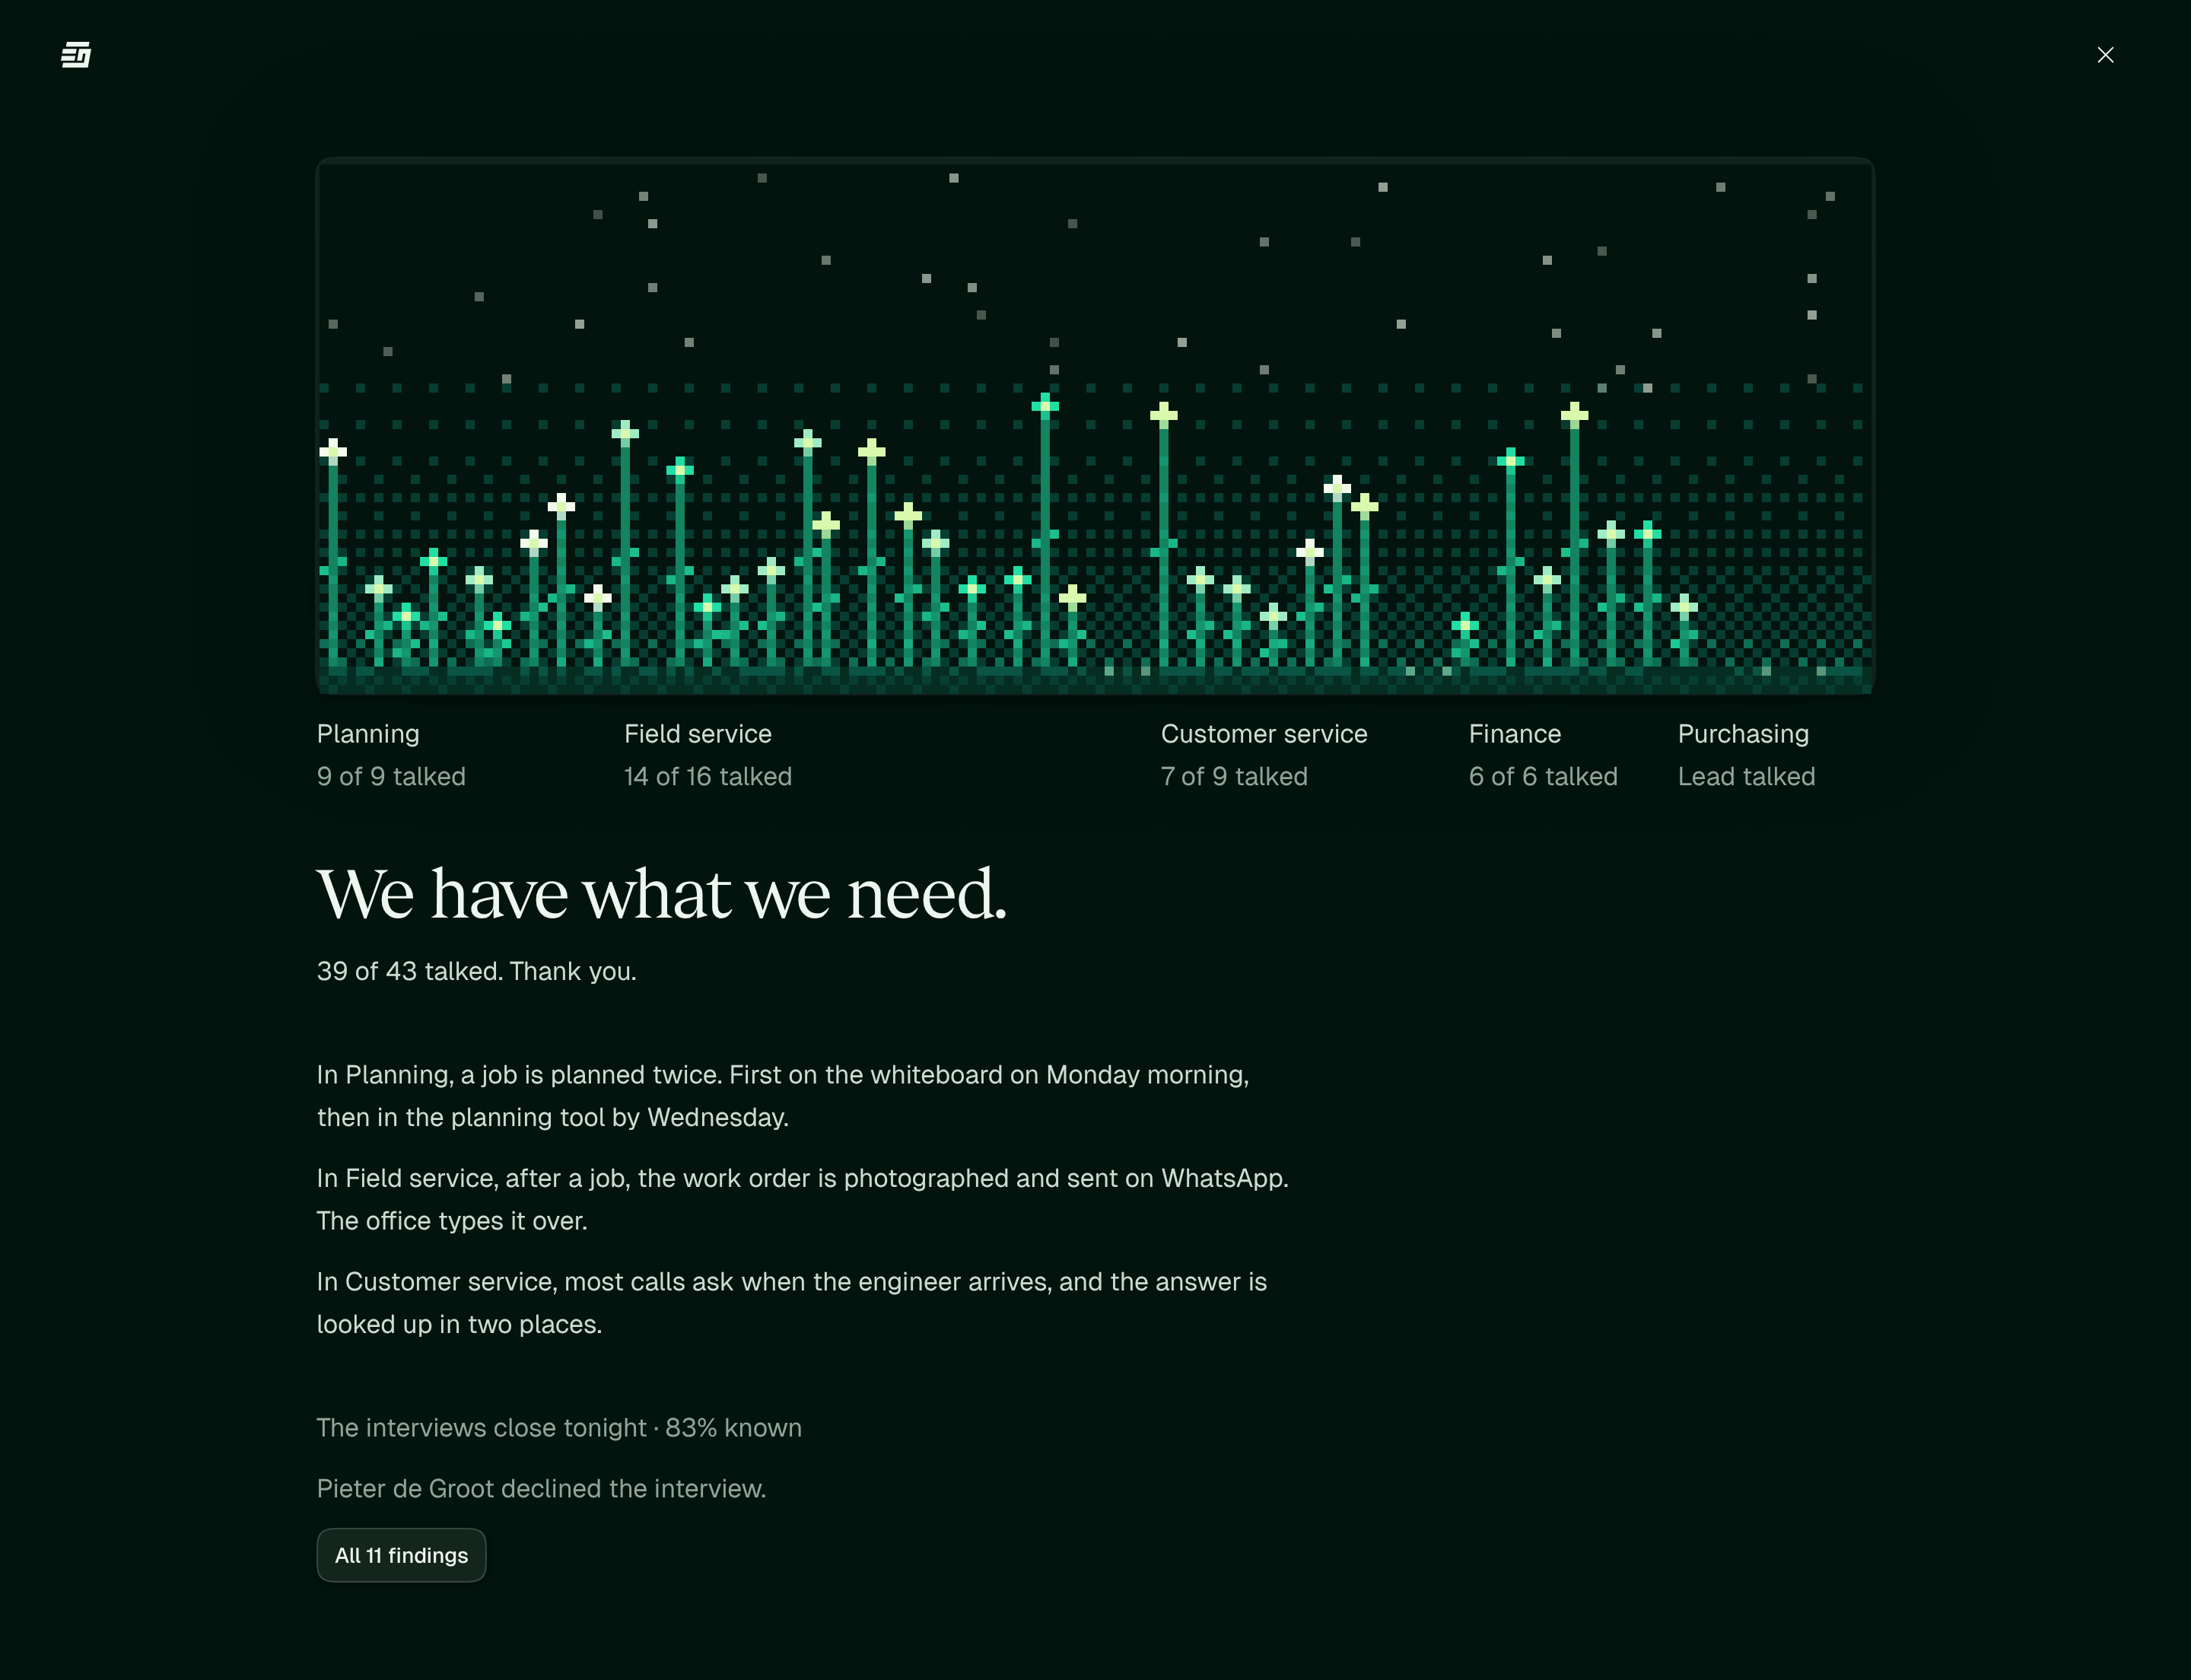 Planning
9 of 9 talked
Field service
14 of 16 talked
Customer service
7 of 9 talked
Finance
6 of 6 talked
Purchasing
Lead talked
We have what we need.
39 of 43 talked. Thank you.
In Planning, a job is planned twice. First on the whiteboard on Monday morning,
then in the planning tool by Wednesday.
In Field service, after a job, the work order is photographed and sent on WhatsApp.
The office types it over.
In Customer service, most calls ask when the engineer arrives, and the answer is
looked up in two places.
The interviews close tonight · 83% known
Pieter de Groot declined the interview.
All 11 findings